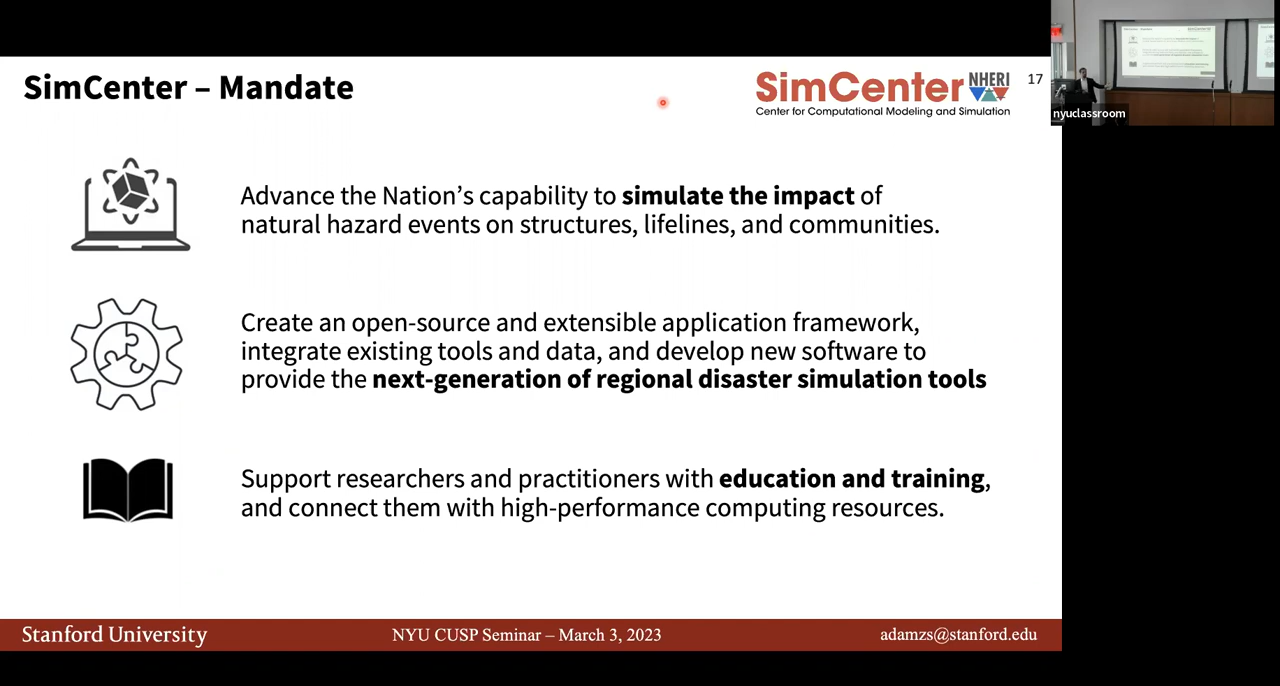 SimCenter – Mandate
SimCenter NHERI
Center for Computational Modeling and Simulation
17
nyuclassroom
Advance the Nation’s capability to simulate the impact of
natural hazard events on structures, lifelines, and communities.
Create an open-source and extensible application framework,
integrate existing tools and data, and develop new software to
provide the next-generation of regional disaster simulation tools
Support researchers and practitioners with education and training,
and connect them with high-performance computing resources.
Stanford University
NYU CUSP Seminar – March 3, 2023
adamzs@stanford.edu